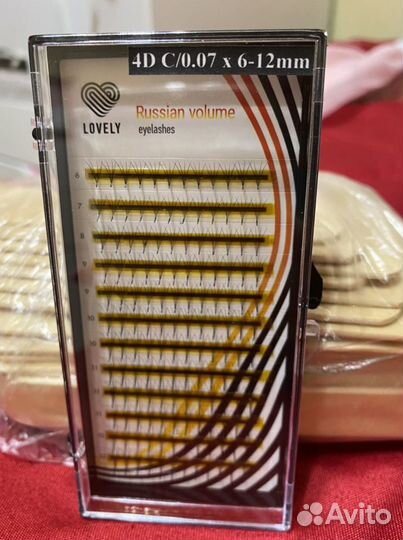 4D C/0.07 x 6-12mm
LOVELY
Russian volume
eyelashes
6
7
8
8
9
9
10
10
11
11
Avito